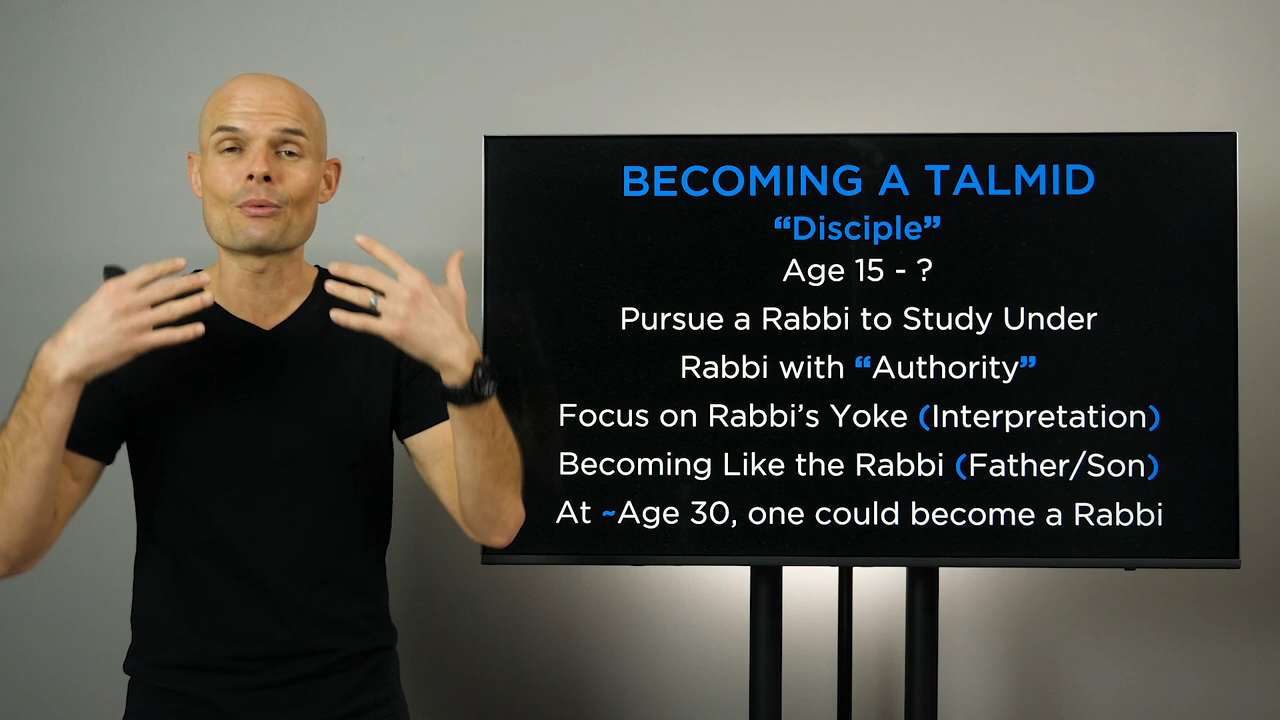 BECOMING A TALMID
“Disciple”
Age 15 - ?
Pursue a Rabbi to Study Under
Rabbi with “Authority”
Focus on Rabbi’s Yoke (Interpretation)
Becoming Like the Rabbi (Father/Son)
At ~Age 30, one could become a Rabbi